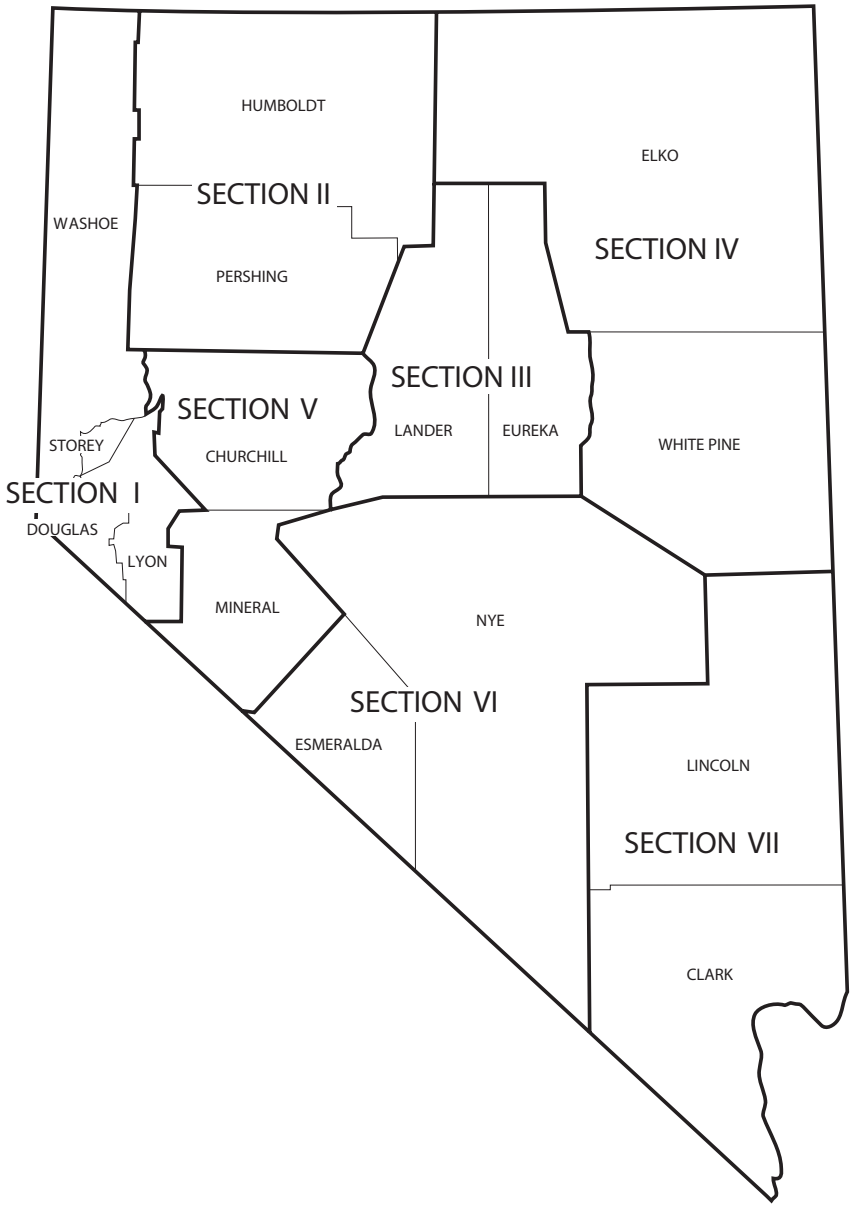 HUMBOLDT
ELKO
SECTION II
WASHOE
SECTION IV
PERSHING
SECTION III
SECTION V
LANDER
EUREKA
STOREY
WHITE PINE
CHURCHILL
SECTION I
DOUGLAS
LYON
MINERAL
NYE
SECTION VI
ESMERALDA
LINCOLN
SECTION VII
CLARK